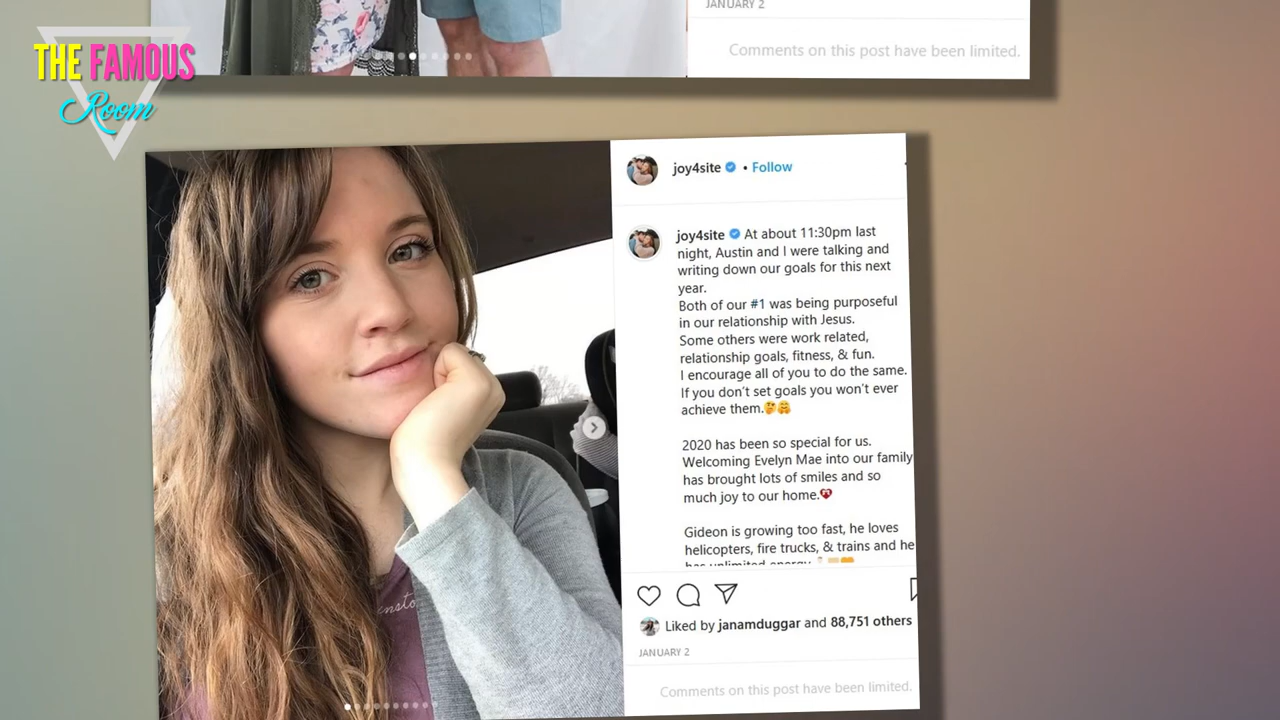 JANUARY 2
Comments on this post have been limited.
THE FAMOUS
Room
joy4site • Follow
joy4site At about 11:30pm last
night, Austin and I were talking and
writing down our goals for this next
year.
Both of our #1 was being purposeful
in our relationship with Jesus.
Some others were work related,
relationship goals, fitness, & fun.
I encourage all of you to do the same.
If you don't set goals you won't ever
achieve them.🤔🤗
2020 has been so special for us.
Welcoming Evelyn Mae into our family
has brought lots of smiles and so
much joy to our home.💖
Gideon is growing too fast, he loves
helicopters, fire trucks, & trains and he
has unlimited energy
Liked by janamduggar and 88,751 others
JANUARY 2
Comments on this post have been limited.